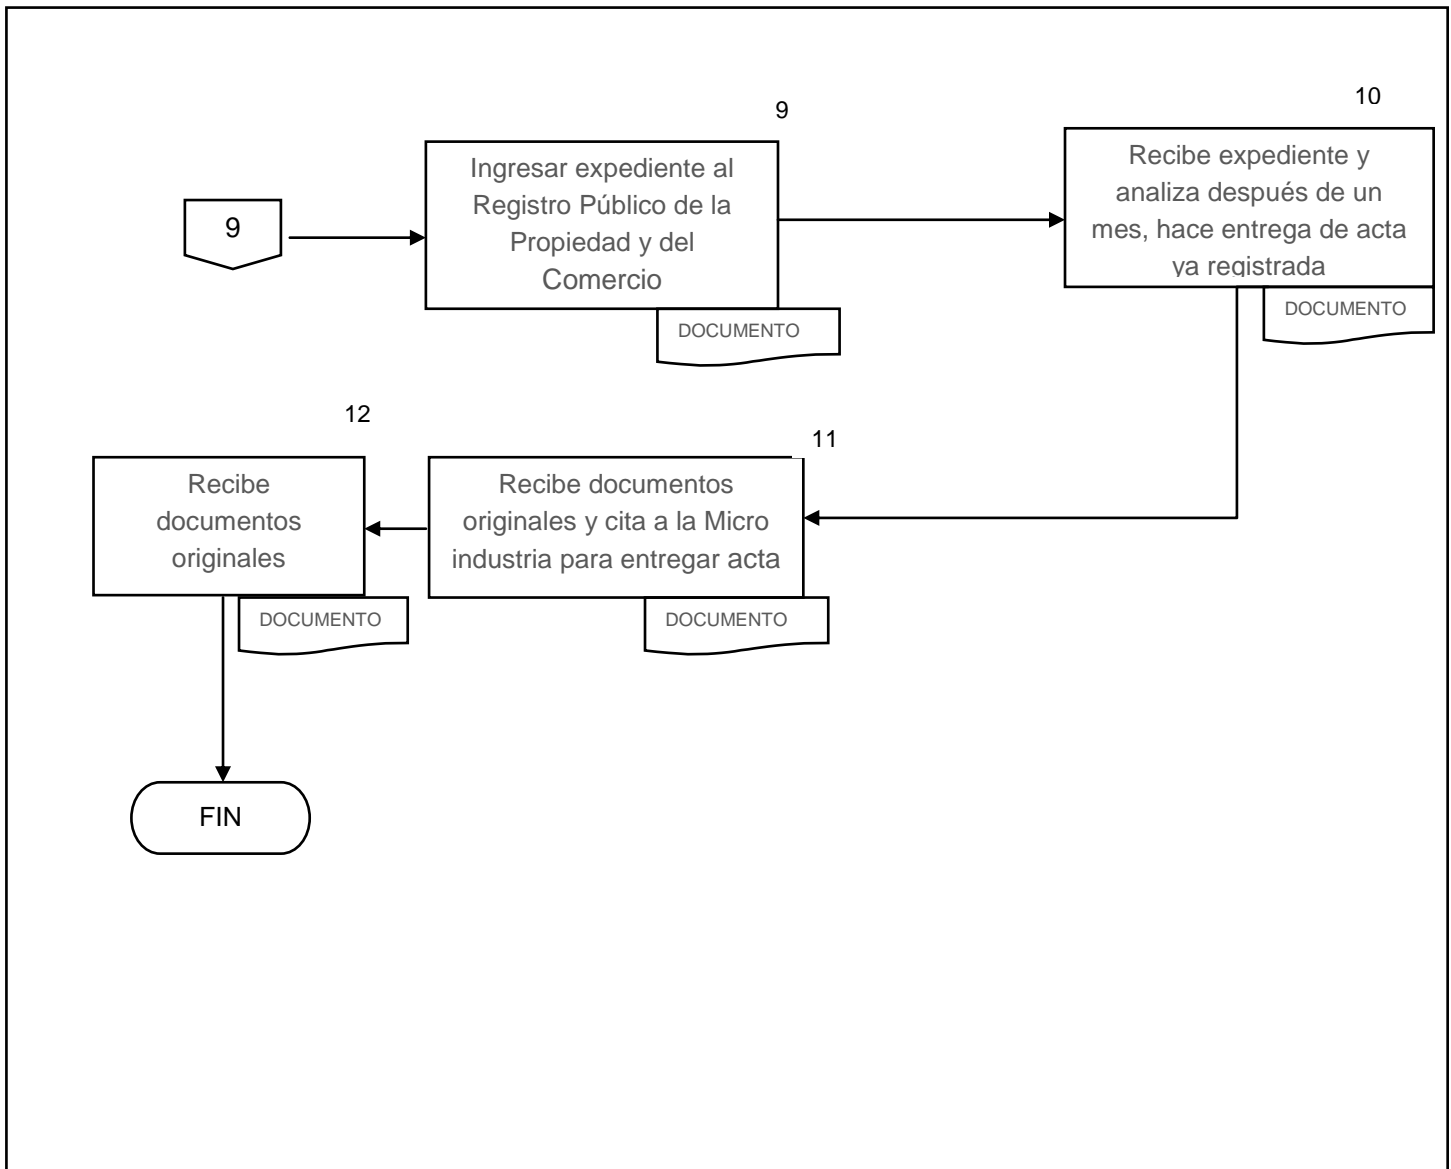 9
9
Ingresar expediente al
Registro Público de la
Propiedad y del
Comercio
DOCUMENTO
10
Recibe expediente y
analiza después de un
mes, hace entrega de acta
ya registrada
DOCUMENTO
12
Recibe
documentos
originales
DOCUMENTO
11
Recibe documentos
originales y cita a la Micro
industria para entregar acta
DOCUMENTO
FIN